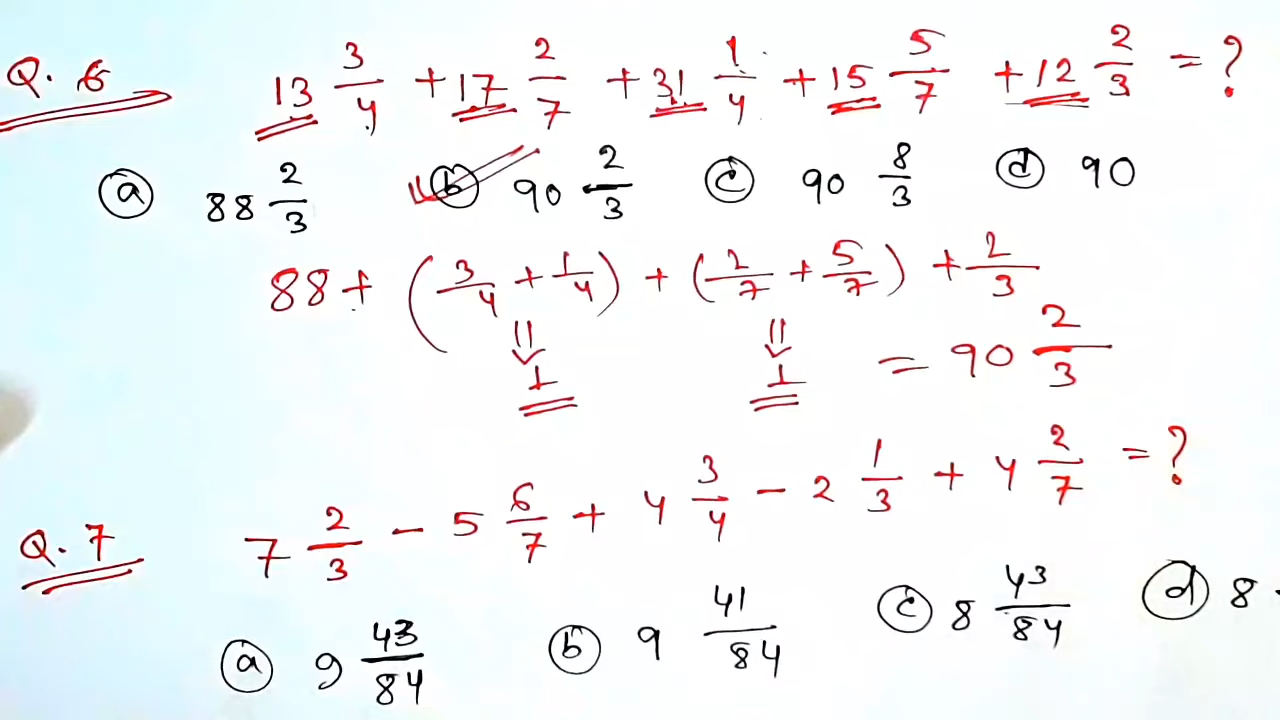 Q. 6 13 3/4 + 17 2/7 + 31 1/4 + 15 5/7 + 12 2/3 = ?
(a) 88 2/3 (b) 90 2/3 (c) 90 8/3 (d) 90
88 + (3/4 + 1/4) + (2/7 + 5/7) + 2/3
1 1 = 90 2/3
Q. 7 7 2/3 - 5 6/7 + 4 3/4 - 2 1/3 + 4 2/7 = ?
(a) 9 43/84 (b) 9 41/84 (c) 8 43/84 (d) 8